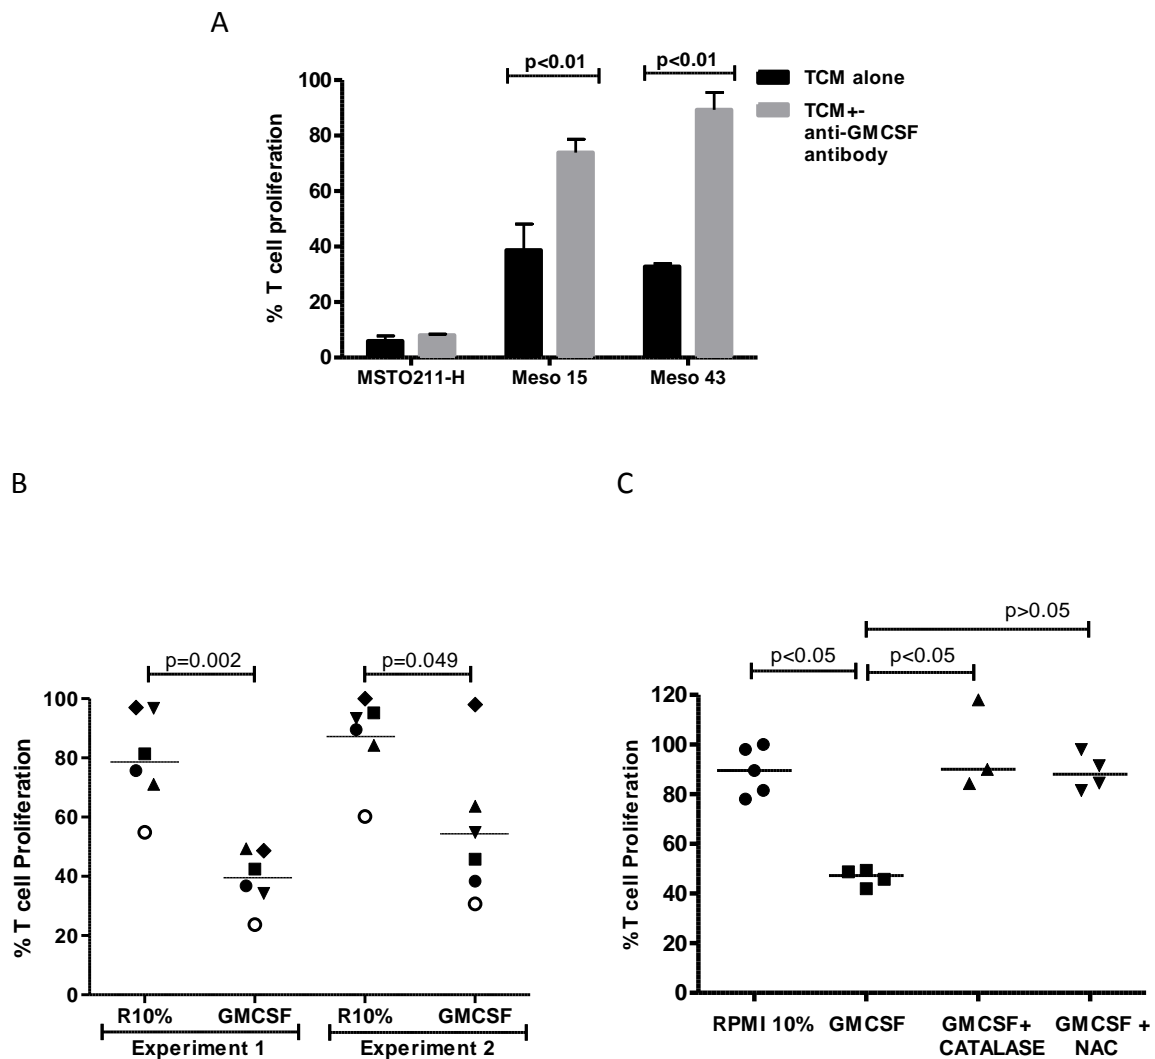 A
p<0.01
p<0.01
TCM alone
TCM+-
anti-GMCSF
antibody
% T cell proliferation
100
80
60
40
20
0
MSTO211-H
Meso 15
Meso 43
B
p=0.002
p=0.049
% T cell Proliferation
100
80
60
40
20
0
R10%
GMCSF
R10%
GMCSF
Experiment 1
Experiment 2
C
p>0.05
p<0.05
p<0.05
%T cell Proliferation
120
100
80
60
40
20
0
RPMI 10%
GMCSF
GMCSF+
CATALASE
GMCSF +
NAC